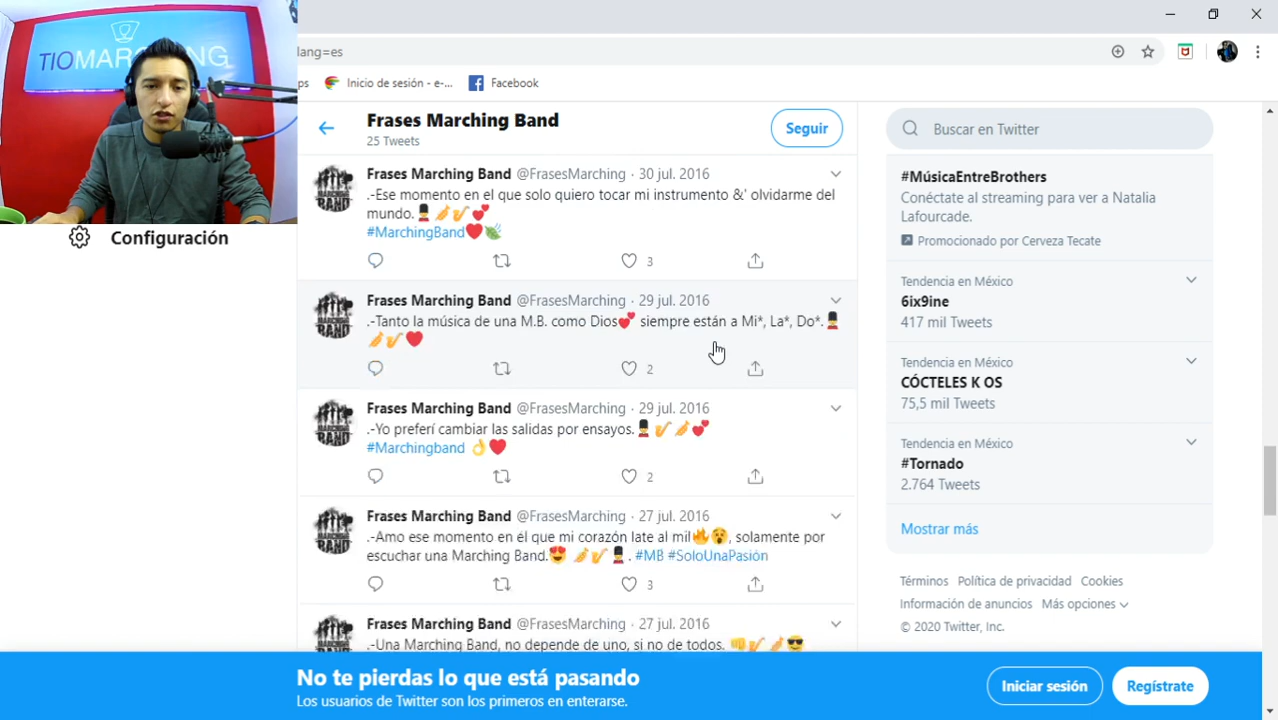 TIOMARCHING
lang=es
ps
Inicio de sesión - e-...
Facebook
Configuración
Frases Marching Band
25 Tweets
Seguir
Frases Marching Band @FrasesMarching · 30 jul. 2016
.-Ese momento en el que solo quiero tocar mi instrumento &' olvidarme del
mundo.💂🎺🎷💕
#MarchingBand❤️🍃
3
Frases Marching Band @FrasesMarching · 29 jul. 2016
.-Tanto la música de una M.B. como Dios💕 siempre están a Mi*, La*, Do*.💂
🎺🎷❤️
2
Frases Marching Band @FrasesMarching · 29 jul. 2016
.-Yo preferí cambiar las salidas por ensayos.💂🎷🎺💕
#Marchingband 👌❤️
2
Frases Marching Band @FrasesMarching · 27 jul. 2016
.-Amo ese momento en él que mi corazón late al mil🔥😲, solamente por
escuchar una Marching Band.😍 🎺🎷💂. #MB #SoloUnaPasión
3
Frases Marching Band @FrasesMarching · 27 jul. 2016
.-Una Marching Band, no depende de uno, si no de todos. 👊🎷🎺😎
Buscar en Twitter
#MúsicaEntreBrothers
Conéctate al streaming para ver a Natalia
Lafourcade.
Promocionado por Cerveza Tecate
Tendencia en México
6ix9ine
417 mil Tweets
Tendencia en México
CÓCTELES K OS
75,5 mil Tweets
Tendencia en México
#Tornado
2.764 Tweets
Mostrar más
Términos Política de privacidad Cookies
Información de anuncios Más opciones
© 2020 Twitter, Inc.
No te pierdas lo que está pasando
Los usuarios de Twitter son los primeros en enterarse.
Iniciar sesión
Regístrate